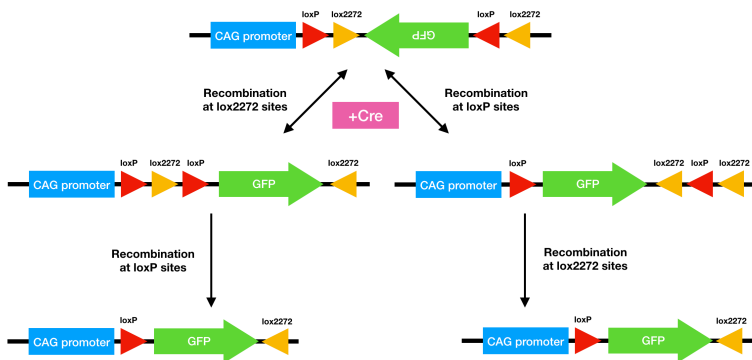 loxP lox2272 loxP lox2272
CAG promoter GFP
Recombination
at lox2272 sites
+Cre
Recombination
at loxP sites
loxP lox2272 loxP lox2272
CAG promoter GFP
loxP lox2272 loxP lox2272
CAG promoter GFP
Recombination
at loxP sites
Recombination
at lox2272 sites
loxP lox2272
CAG promoter GFP
loxP lox2272
CAG promoter GFP